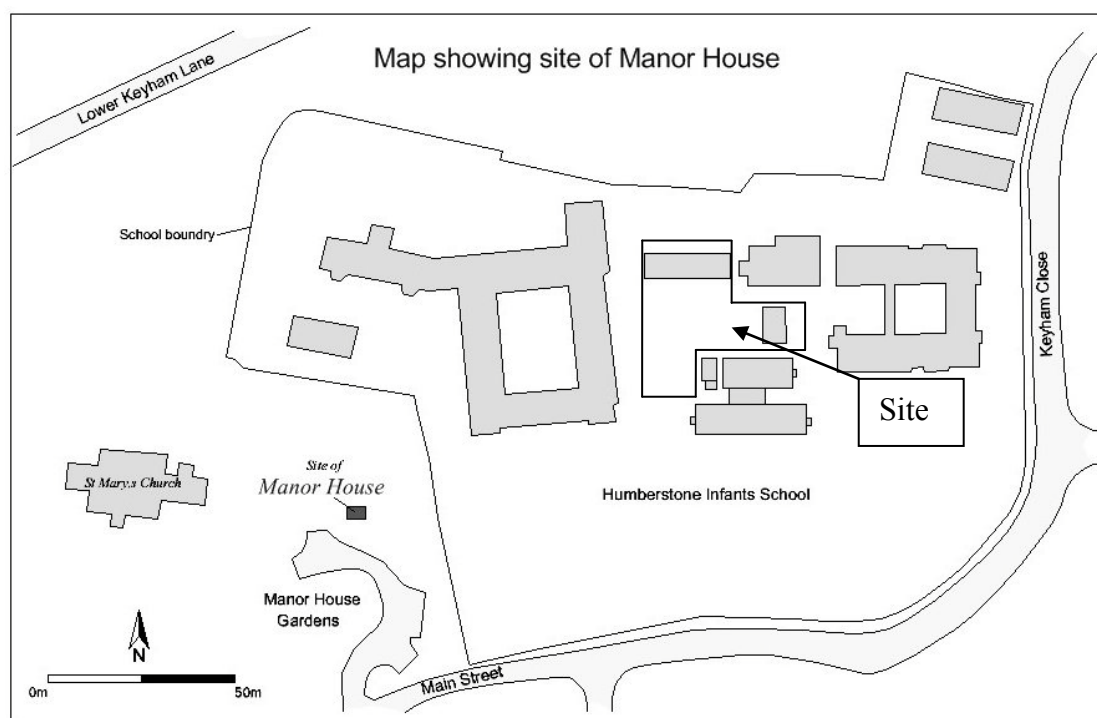 Map showing site of Manor House
Lower Keyham Lane
School boundry
Keyham Close
Site
St Mary,s Church
Site of
Manor House
Humberstone Infants School
Manor House
Gardens
N
Main Street
0m
50m